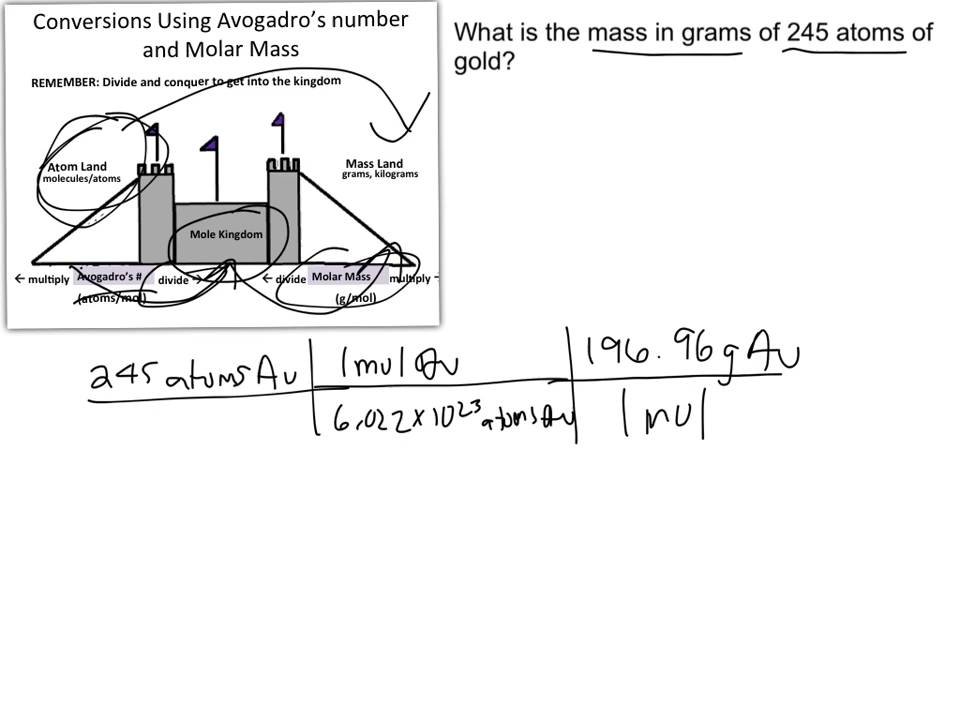 Conversions Using Avogadro's number
and Molar Mass
REMEMBER: Divide and conquer to get into the kingdom
Atom Land
molecules/atoms
Mass Land
grams, kilograms
Mole Kingdom
← multiply Avogadro's # divide → ← divide Molar Mass multiply →
(atoms/mol) (g/mol)
What is the mass in grams of 245 atoms of
gold?
245 atoms Au 1 mol Au 196.96 g Au
6.022 x 10^23 atoms Au 1 mol